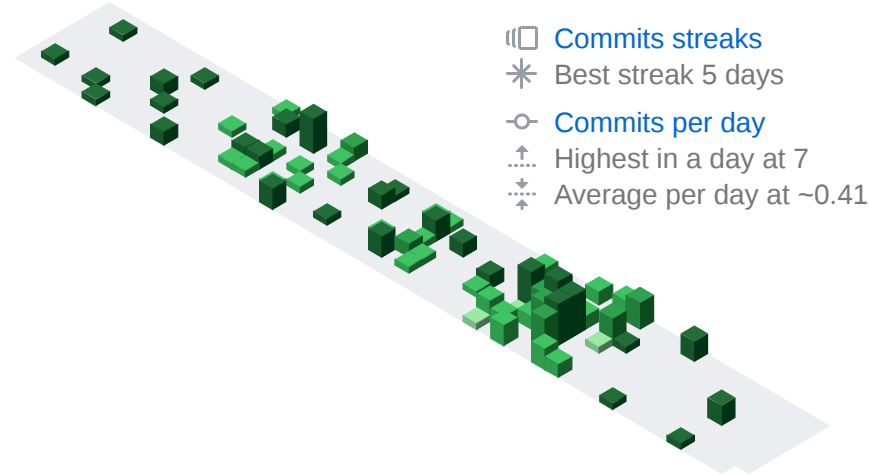 Commits streaks
Best streak 5 days
Commits per day
Highest in a day at 7
Average per day at ~0.41